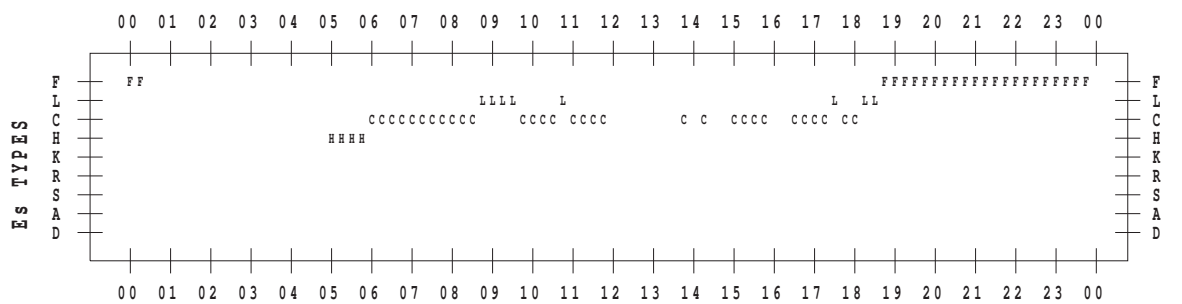 00 01 02 03 04 05 06 07 08 09 10 11 12 13 14 15 16 17 18 19 20 21 22 23 00
F FF FFFFFFFFFFFFFFFFFFFFF F
L LLLL L L LL L
C CCCCCCCCCCC CCCC CCCC C C CCCC CCCC CC C
H HHHH H
K K
R R
S S
A A
D D
Es TYPES
00 01 02 03 04 05 06 07 08 09 10 11 12 13 14 15 16 17 18 19 20 21 22 23 00